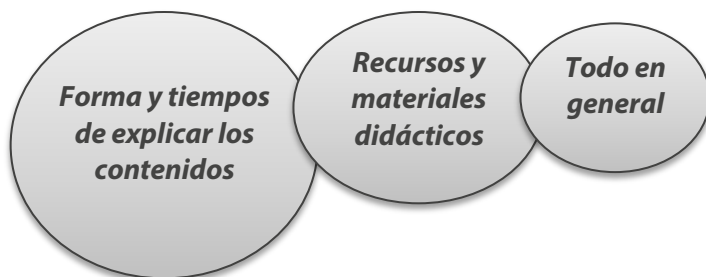 Forma y tiempos
de explicar los
contenidos
Recursos y
materiales
didácticos
Todo en
general